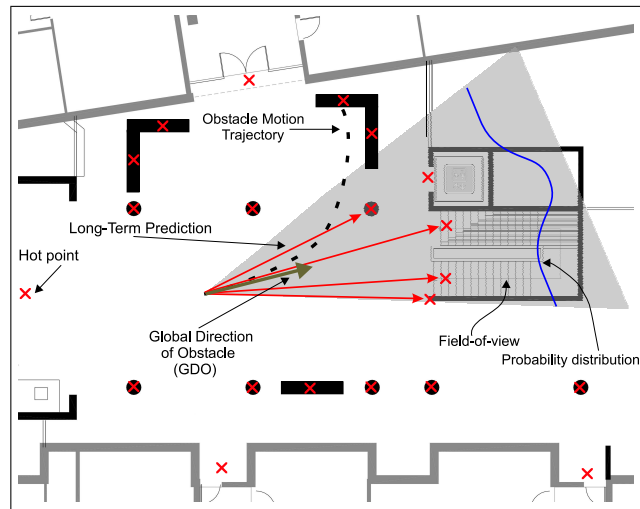 Obstacle Motion
Trajectory
Long-Term Prediction
Hot point
Global Direction
of Obstacle
(GDO)
Field-of-view
Probability distribution